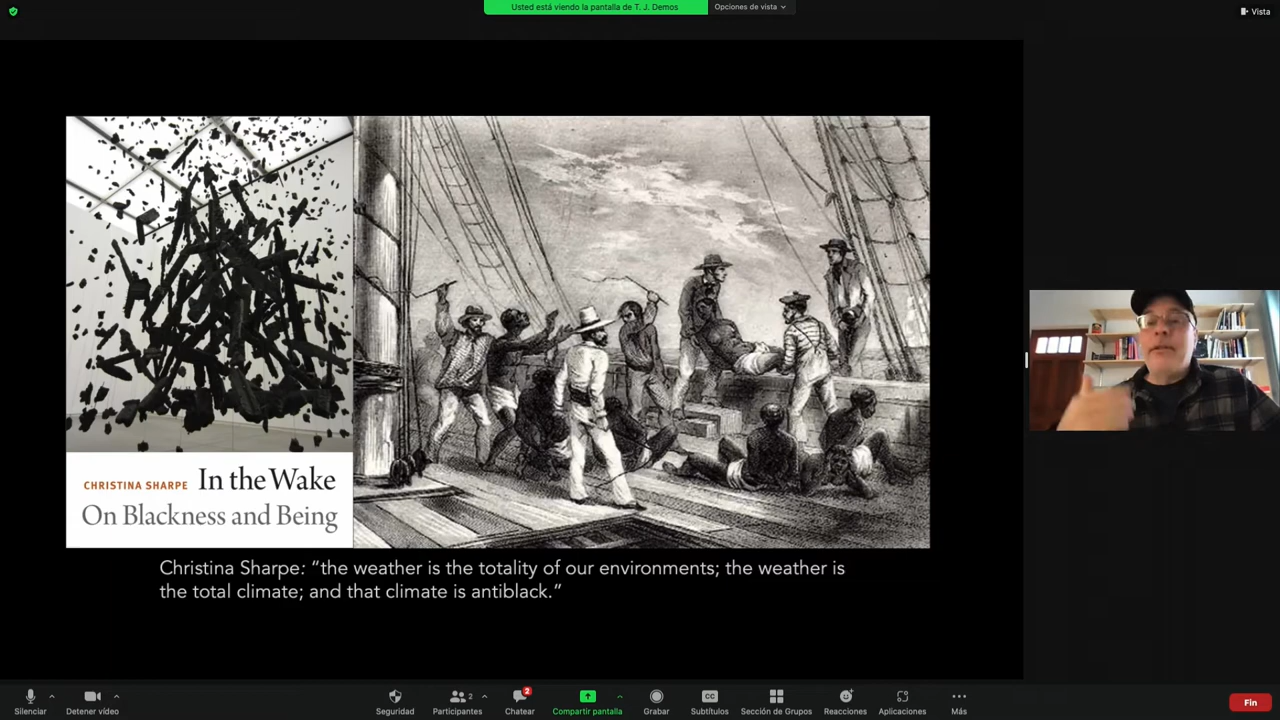 Usted está viendo la pantalla de T. J. Demos
Opciones de vista
Vista
CHRISTINA SHARPE In the Wake
On Blackness and Being
Christina Sharpe: “the weather is the totality of our environments; the weather is
the total climate; and that climate is antiblack.”
Silenciar
Detener vídeo
Seguridad
Participantes 2
Chatear 2
Compartir pantalla
Grabar
CC
Subtítulos
Sección de Grupos
Reacciones
Aplicaciones
Más
Fin